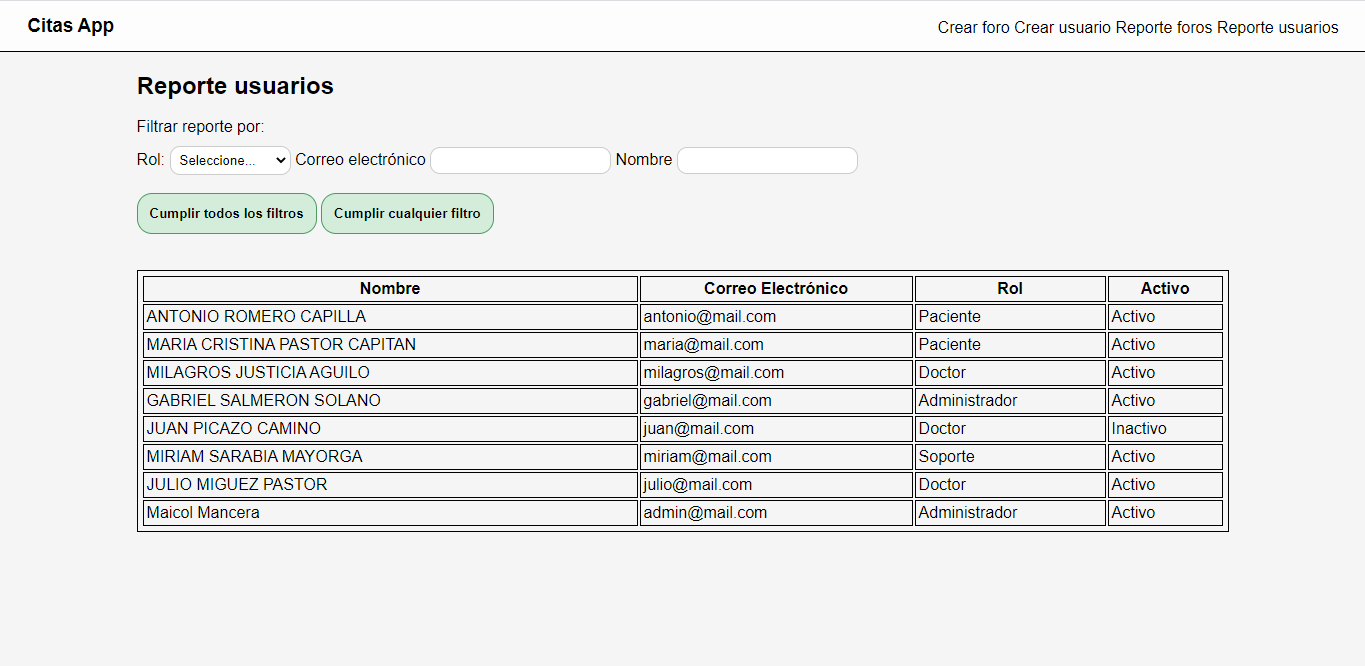 Citas App
Crear foro Crear usuario Reporte foros Reporte usuarios
Reporte usuarios
Filtrar reporte por:
Rol: Seleccione... Correo electrónico Nombre
Cumplir todos los filtros Cumplir cualquier filtro
Nombre Correo Electrónico Rol Activo
ANTONIO ROMERO CAPILLA antonio@mail.com Paciente Activo
MARIA CRISTINA PASTOR CAPITAN maria@mail.com Paciente Activo
MILAGROS JUSTICIA AGUILO milagros@mail.com Doctor Activo
GABRIEL SALMERON SOLANO gabriel@mail.com Administrador Activo
JUAN PICAZO CAMINO juan@mail.com Doctor Inactivo
MIRIAM SARABIA MAYORGA miriam@mail.com Soporte Activo
JULIO MIGUEZ PASTOR julio@mail.com Doctor Activo
Maicol Mancera admin@mail.com Administrador Activo